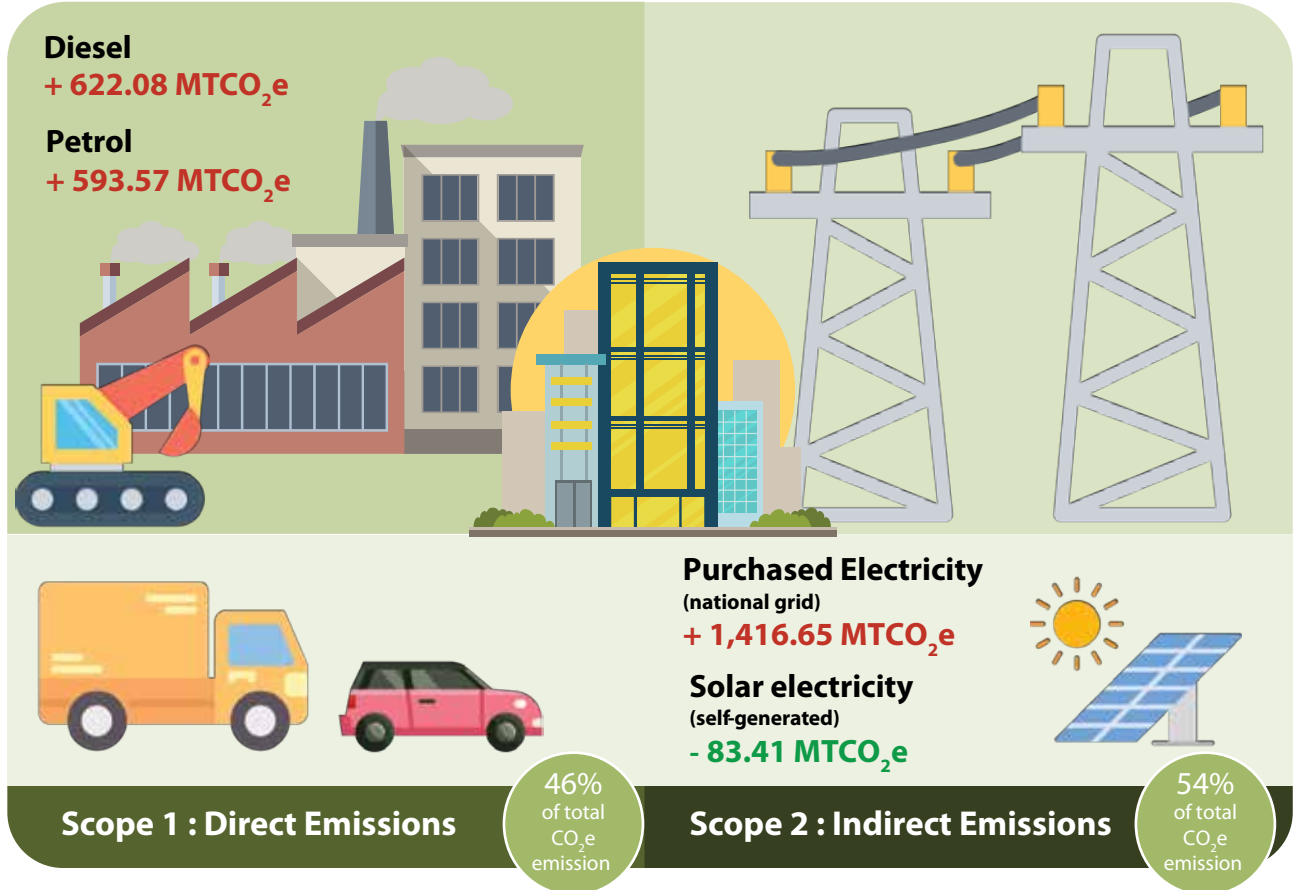 Diesel
+ 622.08 MTCO₂e
Petrol
+ 593.57 MTCO₂e
Purchased Electricity
(national grid)
+ 1,416.65 MTCO₂e
Solar electricity
(self-generated)
- 83.41 MTCO₂e
Scope 1 : Direct Emissions
46%
of total
CO₂e
emission
Scope 2 : Indirect Emissions
54%
of total
CO₂e
emission